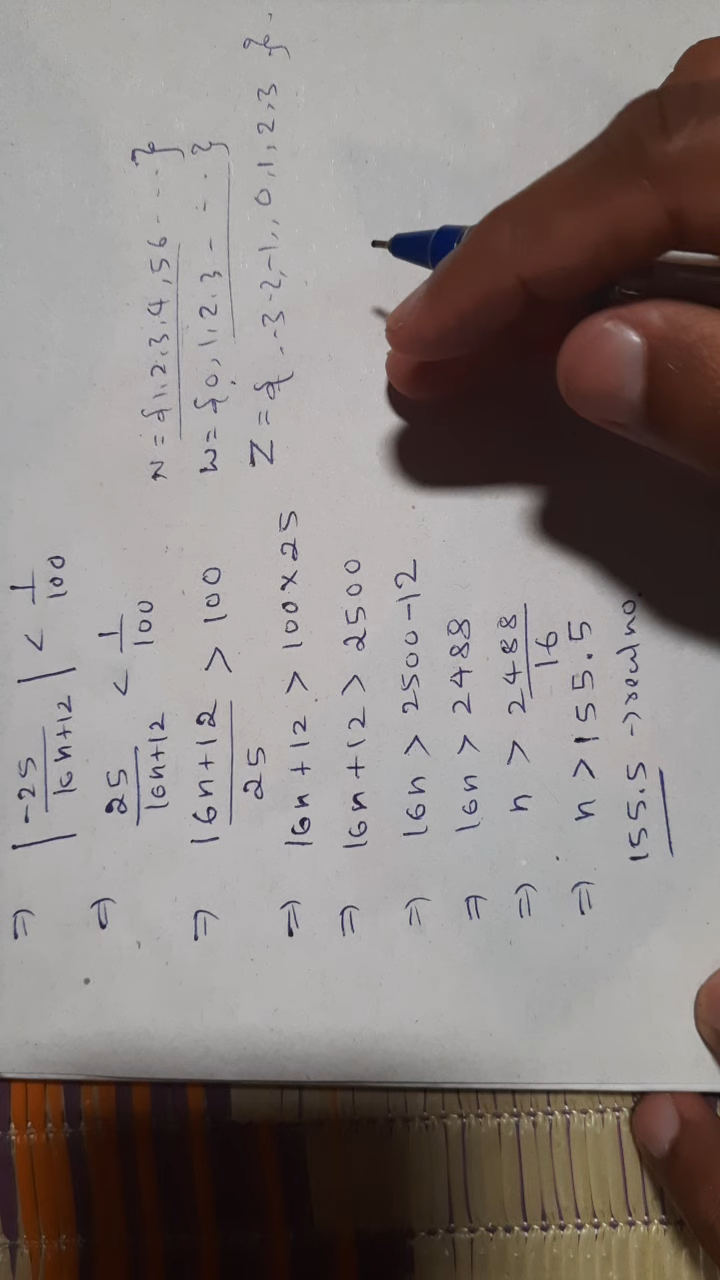 ⇒ | -25/16n+12 | < 1/100
⇒ 25/16n+12 < 1/100
⇒ 16n+12/25 > 100
⇒ 16n+12 > 100×25
⇒ 16n+12 > 2500
⇒ 16n > 2500-12
⇒ 16n > 2488
⇒ n > 2488/16
⇒ n > 155.5
155.5 → real no.
N = {1,2,3,4,56 ...}
W = {0,1,2,3 - ...}
Z = {..-3-2,-1,,0,1,2,3 }.